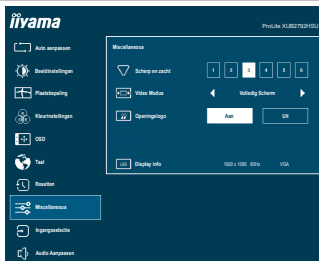 iiyama
ProLite XUB2792HSU
Auto aanpassen
Beeldinstellingen
Plaatsbepaling
Kleurinstellingen
OSD
Taal
Resetten
Miscellaneous
Ingangsselectie
Audio Aanpassen
Miscellaneous
Scherp en zacht
1 2 3 4 5 6
Video Modus
Volledig Scherm
Openingslogo
Aan
Uit
Display Info
1920 x 1080 60Hz
VGA